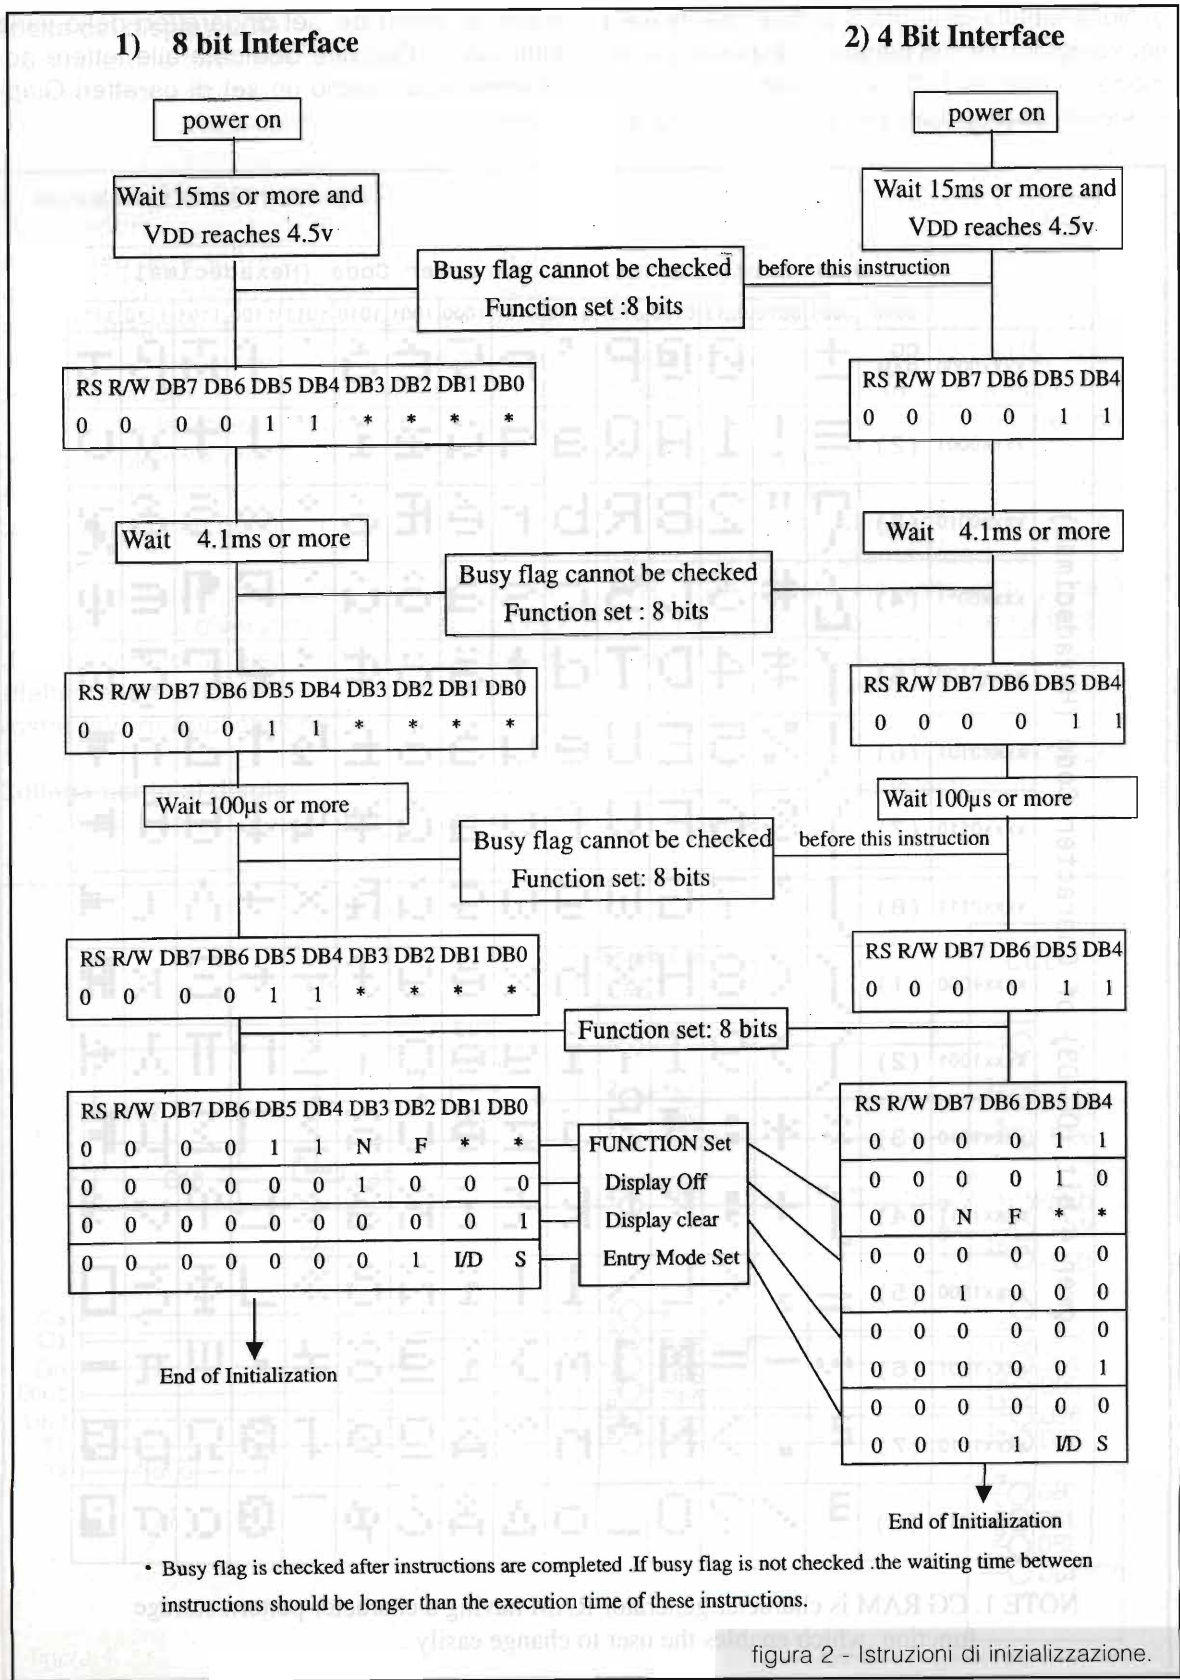 1) 8 bit Interface
2) 4 Bit Interface
power on
power on
Wait 15ms or more and
VDD reaches 4.5v
Wait 15ms or more and
VDD reaches 4.5v
Busy flag cannot be checked before this instruction
Function set :8 bits
RS R/W DB7 DB6 DB5 DB4 DB3 DB2 DB1 DB0
0 0 0 0 1 1 * * * *
RS R/W DB7 DB6 DB5 DB4
0 0 0 0 1 1
Wait 4.1ms or more
Wait 4.1ms or more
Busy flag cannot be checked
Function set : 8 bits
RS R/W DB7 DB6 DB5 DB4 DB3 DB2 DB1 DB0
0 0 0 0 1 1 * * * *
RS R/W DB7 DB6 DB5 DB4
0 0 0 0 1 1
Wait 100µs or more
Wait 100µs or more
Busy flag cannot be checked before this instruction
Function set: 8 bits
RS R/W DB7 DB6 DB5 DB4 DB3 DB2 DB1 DB0
0 0 0 0 1 1 * * * *
RS R/W DB7 DB6 DB5 DB4
0 0 0 0 1 1
Function set: 8 bits
RS R/W DB7 DB6 DB5 DB4 DB3 DB2 DB1 DB0
0 0 0 0 1 1 N F * *
0 0 0 0 0 0 1 0 0 0
0 0 0 0 0 0 0 0 0 1
0 0 0 0 0 0 0 1 I/D S
FUNCTION Set
Display Off
Display clear
Entry Mode Set
RS R/W DB7 DB6 DB5 DB4
0 0 0 0 1 1
0 0 0 0 1 0
0 0 N F * *
0 0 0 0 0 0
0 0 1 0 0 0
0 0 0 0 0 0
0 0 0 0 0 1
0 0 0 0 0 0
0 0 0 1 I/D S
End of Initialization
End of Initialization
• Busy flag is checked after instructions are completed .If busy flag is not checked .the waiting time between
instructions should be longer than the execution time of these instructions.
figura 2 - Istruzioni di inizializzazione.